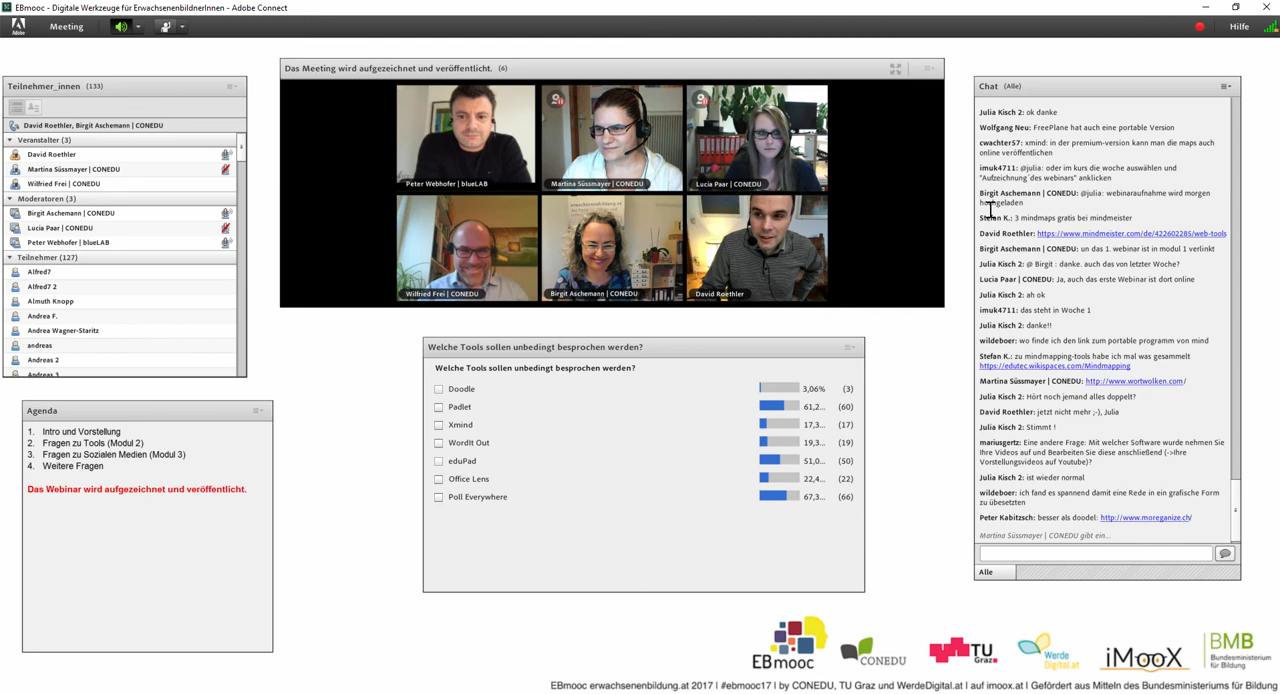 EBmooc - Digitale Werkzeuge für ErwachsenenbildnerInnen - Adobe Connect
Adobe
Meeting
Hilfe
Teilnehmer_innen (133)
David Roethler, Birgit Aschemann | CONEDU
Veranstalter (3)
David Roethler
Martina Süssmayer | CONEDU
Wilfried Frei | CONEDU
Moderatoren (3)
Birgit Aschemann | CONEDU
Lucia Paar | CONEDU
Peter Webhofer | blueLAB
Teilnehmer (127)
Alfred7
Alfred7 2
Almuth Knopp
Andrea F.
Andrea Wagner-Staritz
andreas
Andreas 2
Andreas 3
Agenda
1. Intro und Vorstellung
2. Fragen zu Tools (Modul 2)
3. Fragen zu Sozialen Medien (Modul 3)
4. Weitere Fragen
Das Webinar wird aufgezeichnet und veröffentlicht.
Das Meeting wird aufgezeichnet und veröffentlicht. (6)
Peter Webhofer | blueLAB
Martina Süssmayer | CONEDU
Lucia Paar | CONEDU
Wilfried Frei | CONEDU
Birgit Aschemann | CONEDU
David Roethler
Welche Tools sollen unbedingt besprochen werden?
Welche Tools sollen unbedingt besprochen werden?
Doodle 3,06% (3)
Padlet 61,2... (60)
Xmind 17,3... (17)
WordIt Out 19,3... (19)
eduPad 51,0... (50)
Office Lens 22,4... (22)
Poll Everywhere 67,3... (66)
Chat (Alle)
Julia Kisch 2: ok danke
Wolfgang Neu: FreePlane hat auch eine portable Version
cwachter57: xmind: in der premium-version kann man die maps auch
online veröffentlichen
imuk4711: @julia: oder im kurs die woche auswählen und
"Aufzeichnung´des webinars" anklicken
Birgit Aschemann | CONEDU: @julia: webinaraufnahme wird morgen
hochgeladen
Stefan K.: 3 mindmaps gratis bei mindmeister
David Roethler: https://www.mindmeister.com/de/422602285/web-tools
Birgit Aschemann | CONEDU: un das 1. webinar ist in modul 1 verlinkt
Julia Kisch 2: @ Birgit : danke. auch das von letzter Woche?
Lucia Paar | CONEDU: Ja, auch das erste Webinar ist dort online
Julia Kisch 2: ah ok
imuk4711: das steht in Woche 1
Julia Kisch 2: danke!!
wildeboer: wo finde ich den link zum portable programm von mind
Stefan K.: zu mindmapping-tools habe ich mal was gesammelt
https://edutec.wikispaces.com/Mindmapping
Martina Süssmayer | CONEDU: http://www.wortwolken.com/
Julia Kisch 2: Hört noch jemand alles doppelt?
David Roethler: jetzt nicht mehr ;-), Julia
Julia Kisch 2: Stimmt !
mariusgertz: Eine andere Frage: Mit welcher Software wurde nehmen Sie
Ihre Videos auf und Bearbeiten Sie diese anschließend (->Ihre
Vorstellungsvideos auf Youtube)?
Julia Kisch 2: ist wieder normal
wildeboer: ich fand es spannend damit eine Rede in ein grafische Form
zu übesetzten
Peter Kabitzsch: besser als doodel: http://www.moreganize.ch/
Martina Süssmayer | CONEDU gibt ein...
Alle
EBmooc
CONEDU
TU Graz
Werde Digital.at
iMooX
BMB
Bundesministerium
für Bildung
EBmooc erwachsenenbildung.at 2017 | #ebmooc17 | by CONEDU, TU Graz und WerdeDigital.at | auf imoox.at | Gefördert aus Mitteln des Bundesministeriums für Bildung